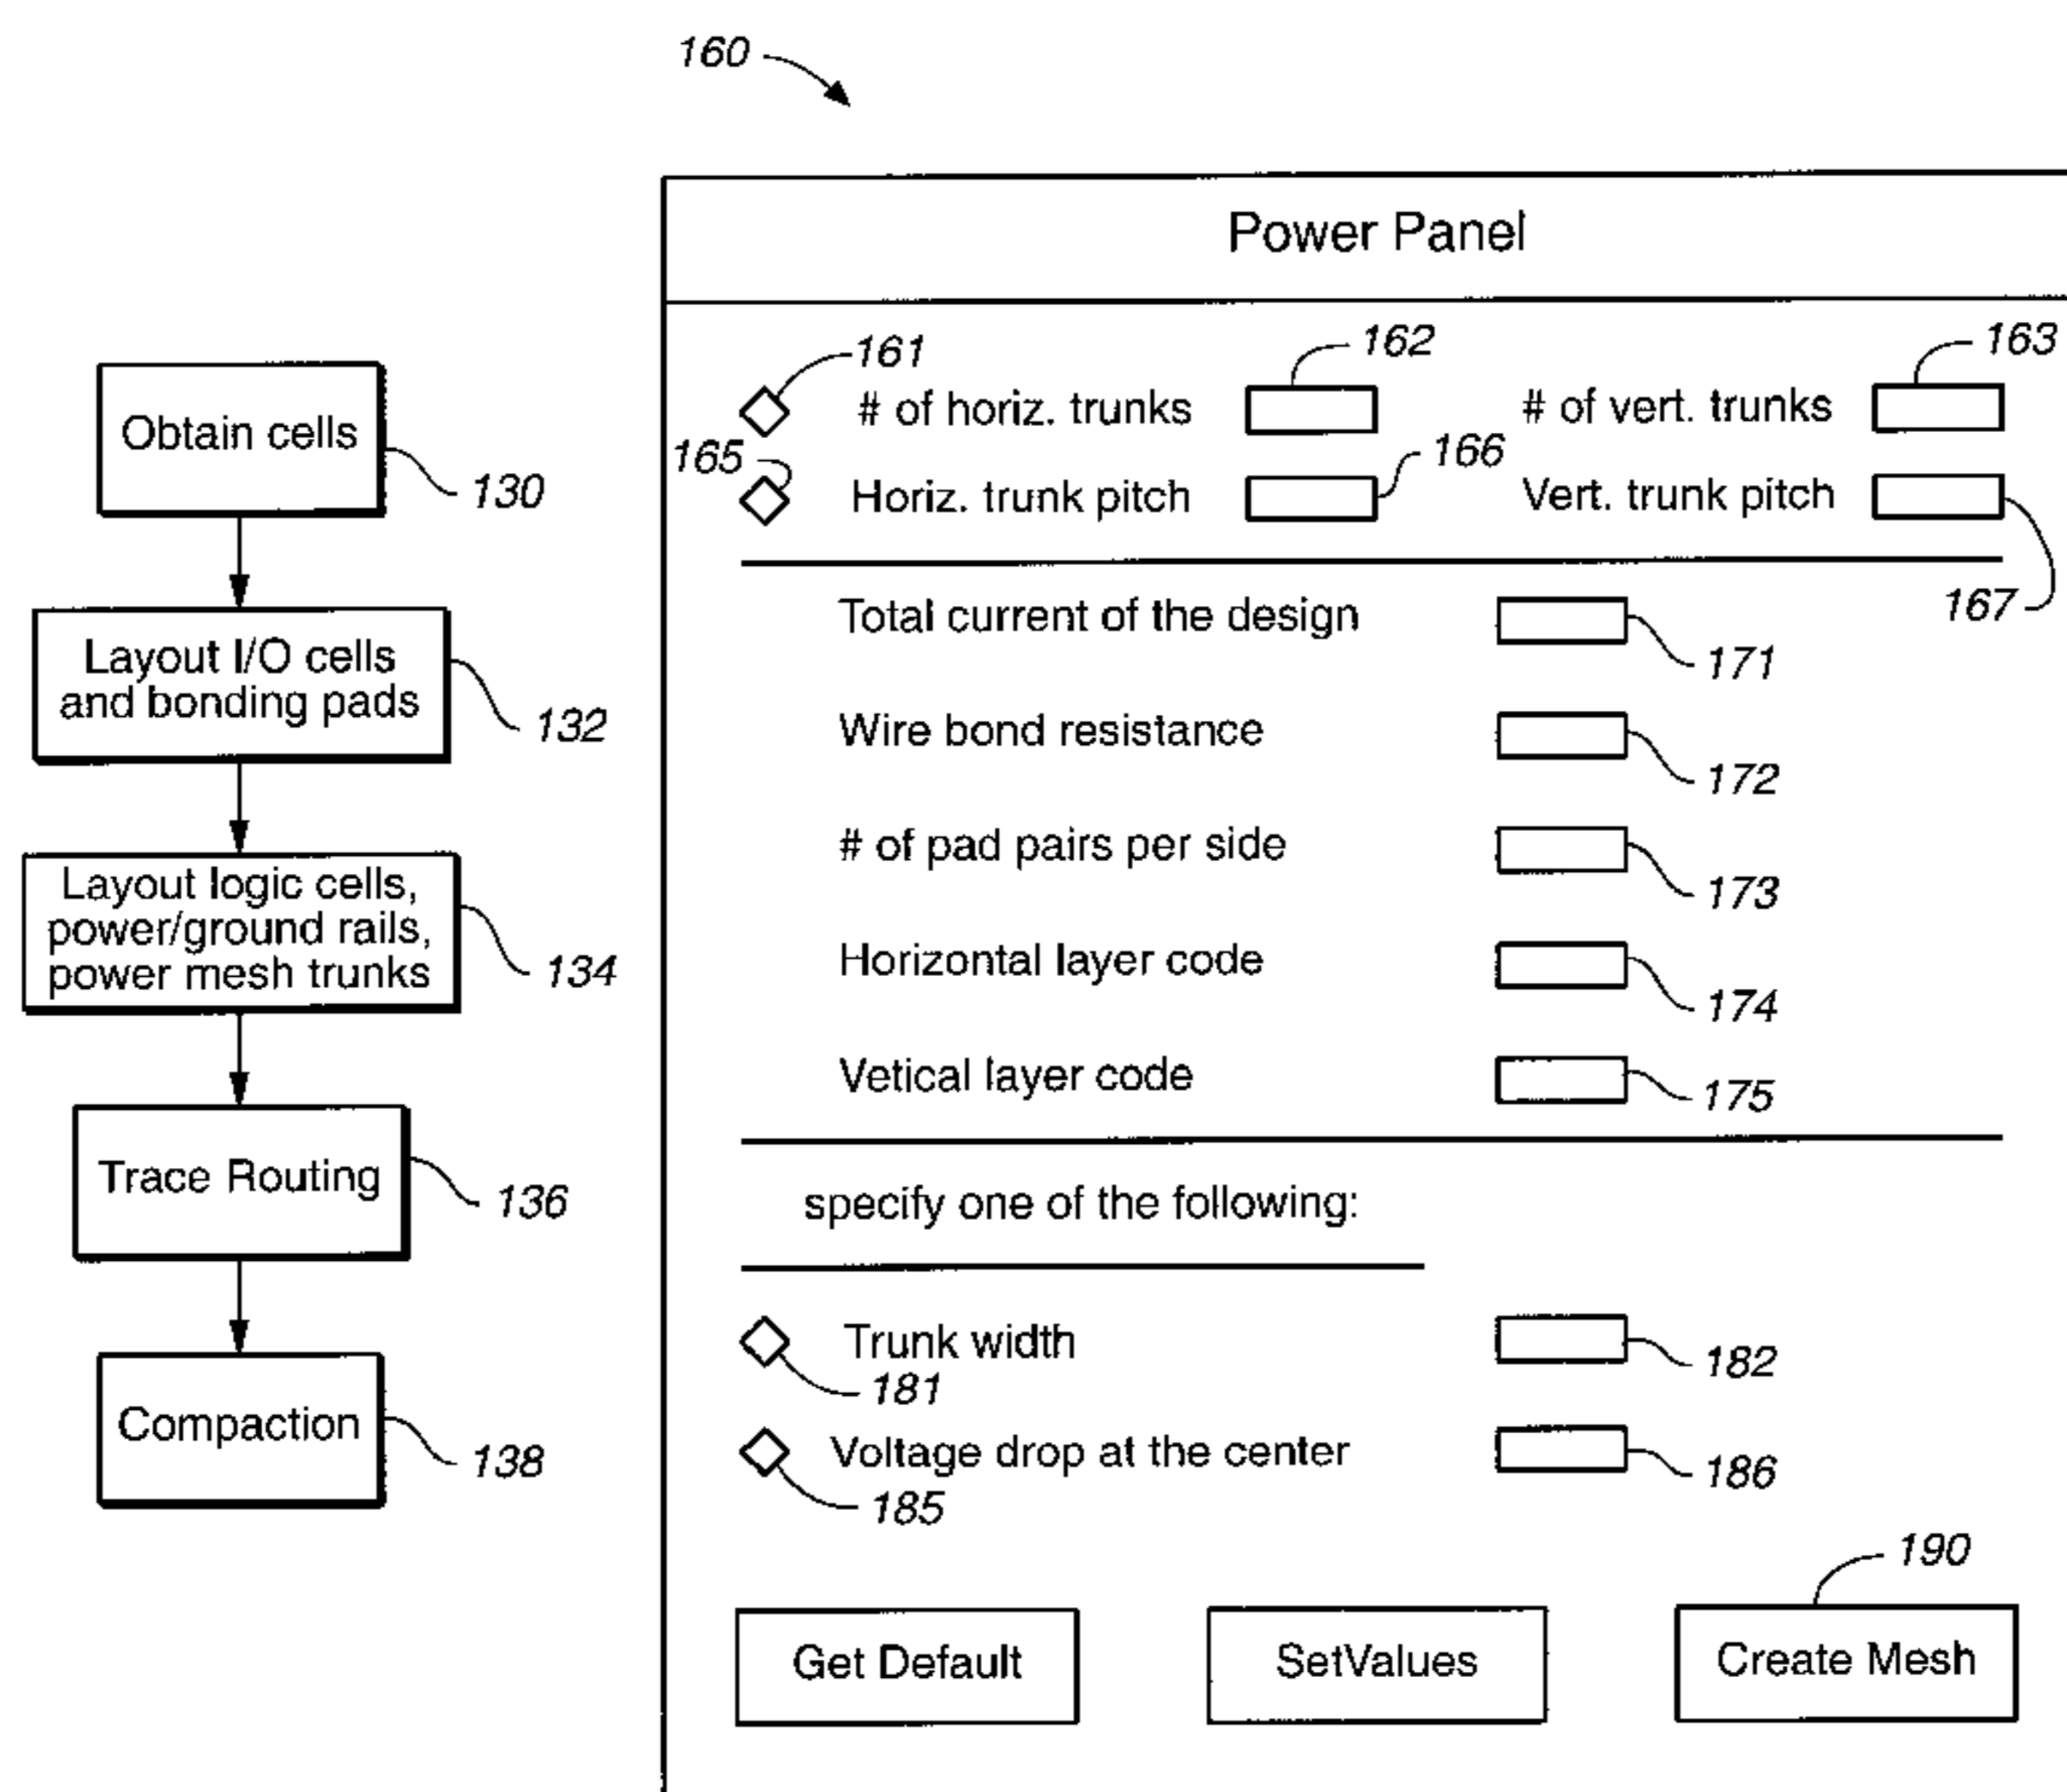 160
Obtain cells
130
Layout I/O cells
and bonding pads
132
Layout logic cells,
power/ground rails,
power mesh trunks
134
Trace Routing
136
Compaction
138
Power Panel
161
# of horiz. trunks
162
# of vert. trunks
163
165
Horiz. trunk pitch
166
Vert. trunk pitch
167
Total current of the design
171
Wire bond resistance
172
# of pad pairs per side
173
Horizontal layer code
174
Vetical layer code
175
specify one of the following:
Trunk width
181
182
Voltage drop at the center
185
186
190
Get Default
SetValues
Create Mesh